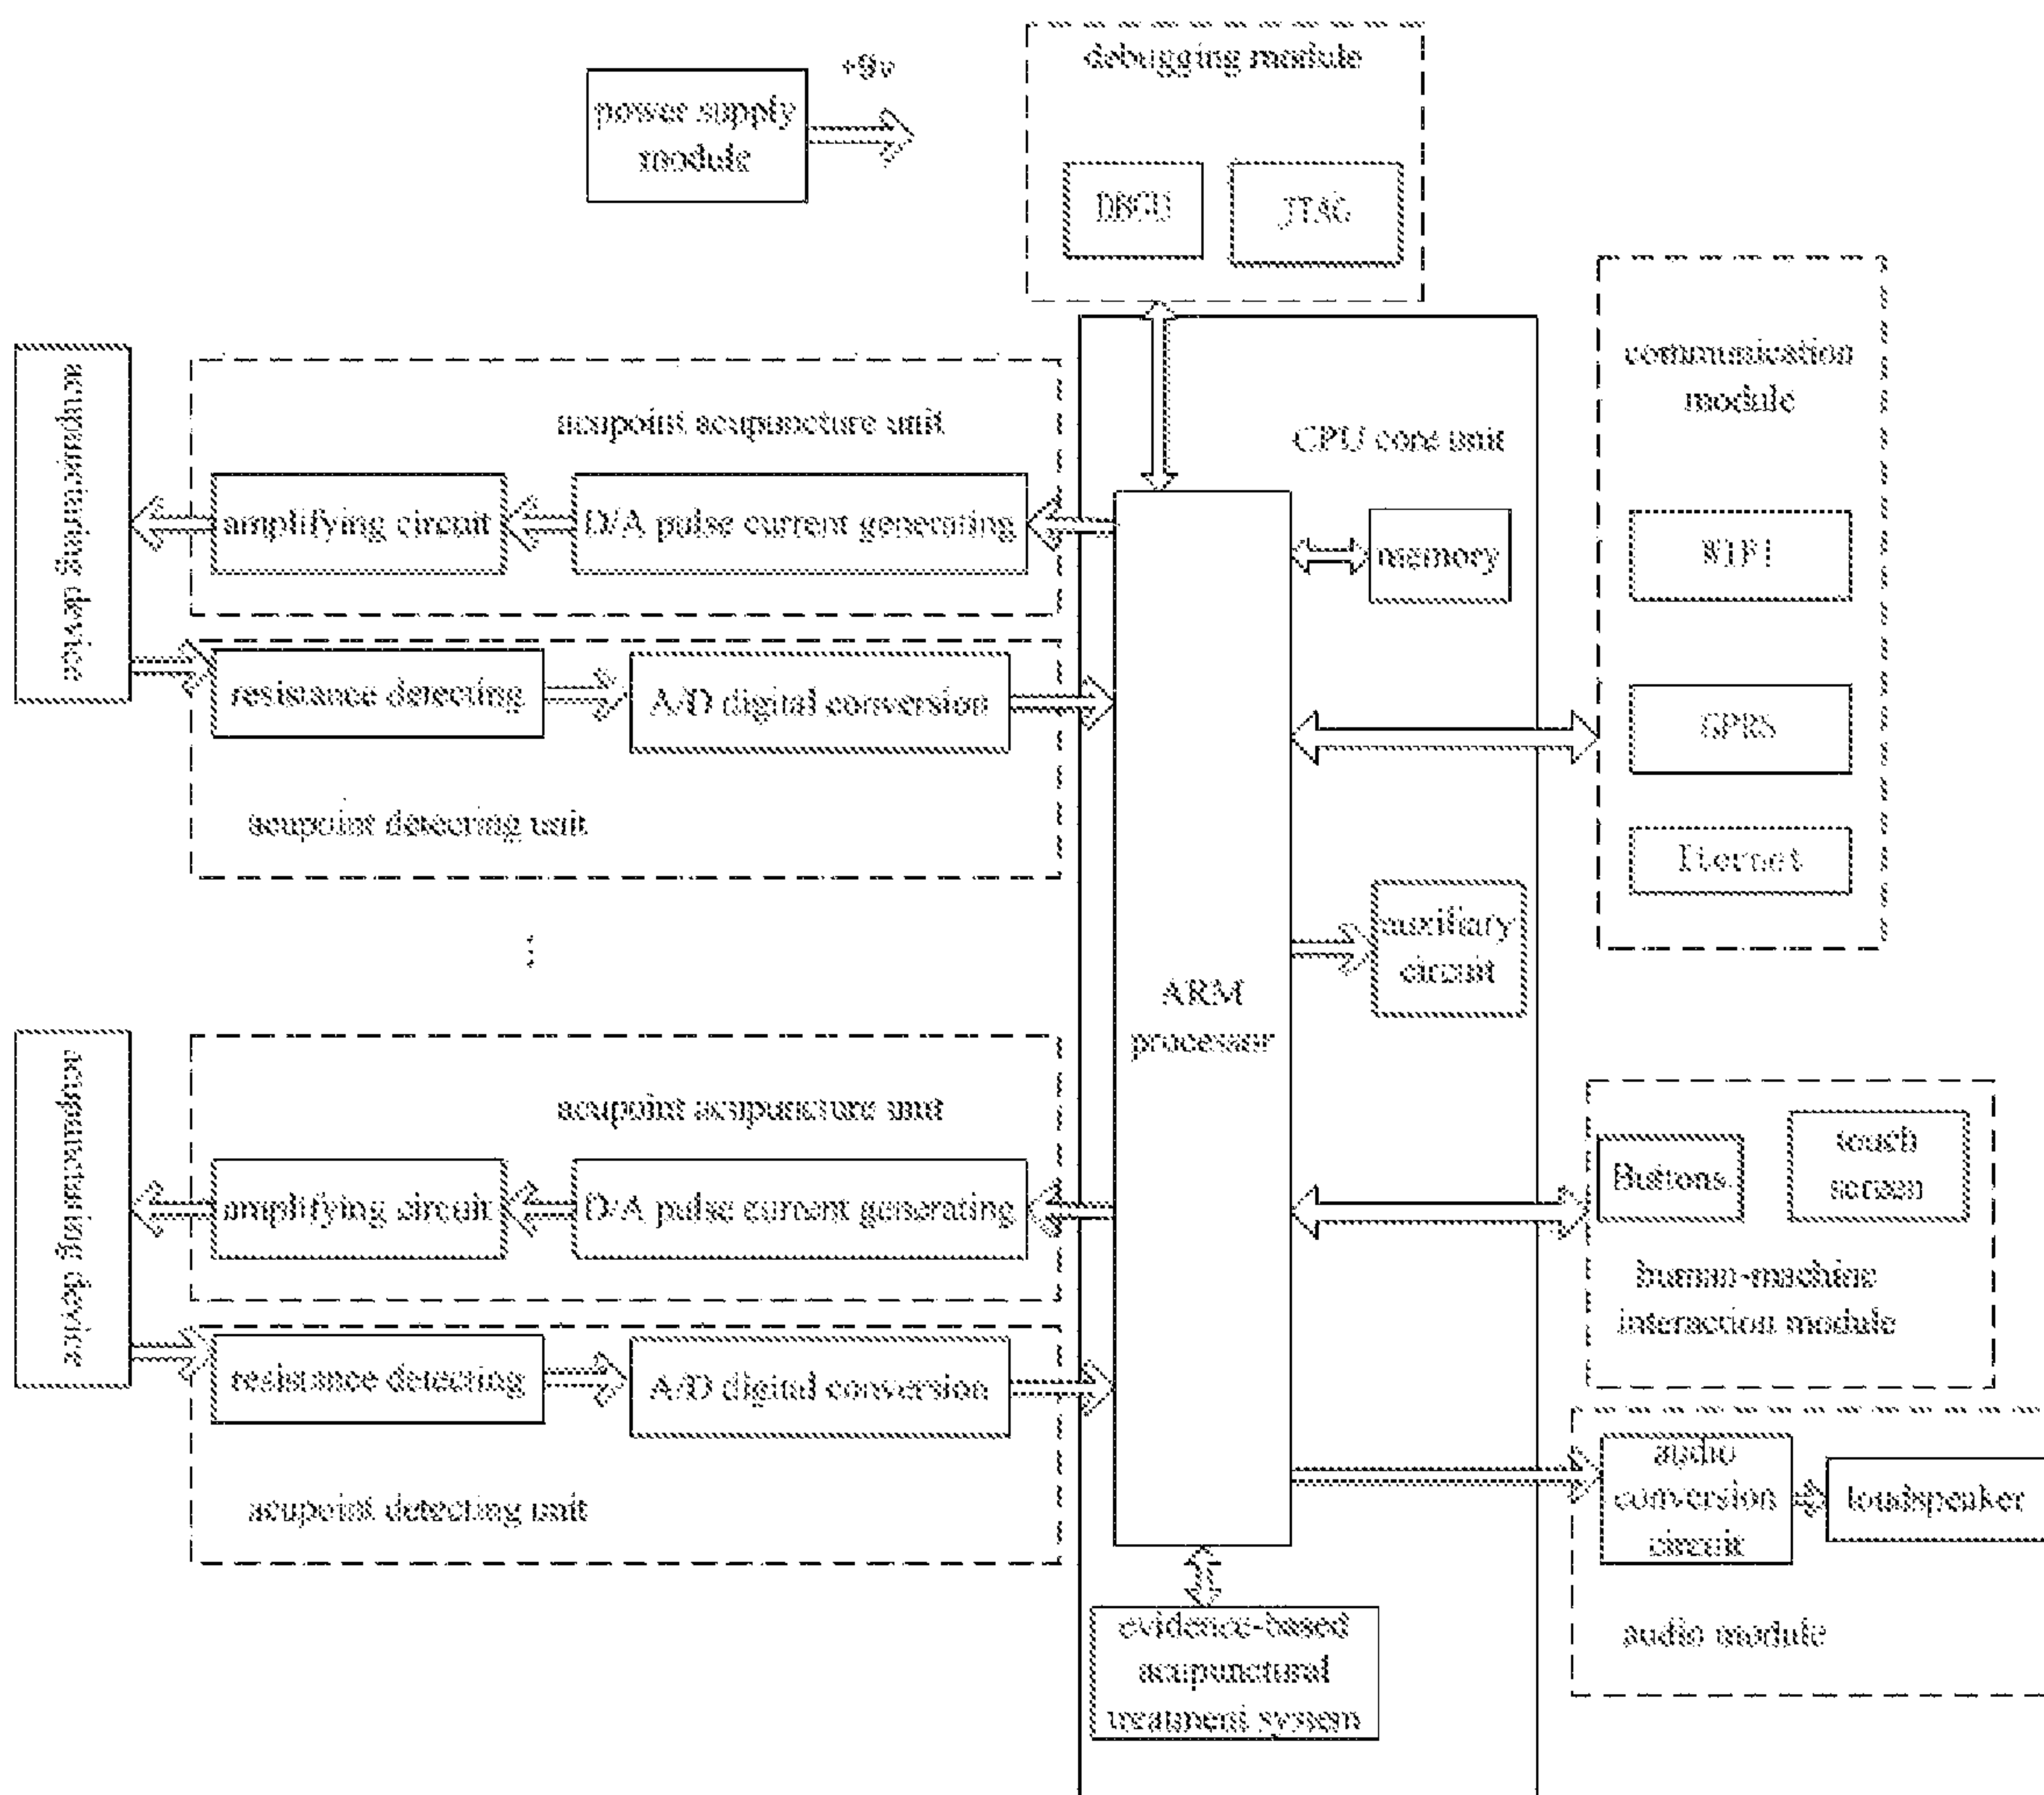 +9v
power supply
module
debugging module
DBGU
JTAG
communication
module
WIFI
GPRS
Iternet
acupuncturing device
acupoint acupuncture unit
amplifying circuit
D/A pulse current generating
resistance detecting
A/D digital conversion
acupoint detecting unit
CPU core unit
memory
auxiliary
circuit
ARM
processor
⋮
acupuncturing device
acupoint acupuncture unit
amplifying circuit
D/A pulse current generating
resistance detecting
A/D digital conversion
acupoint detecting unit
Buttons
touch
screen
human-machine
interaction module
audio
conversion
circuit
loudspeaker
audio module
evidence-based
acupunctural
treatment system